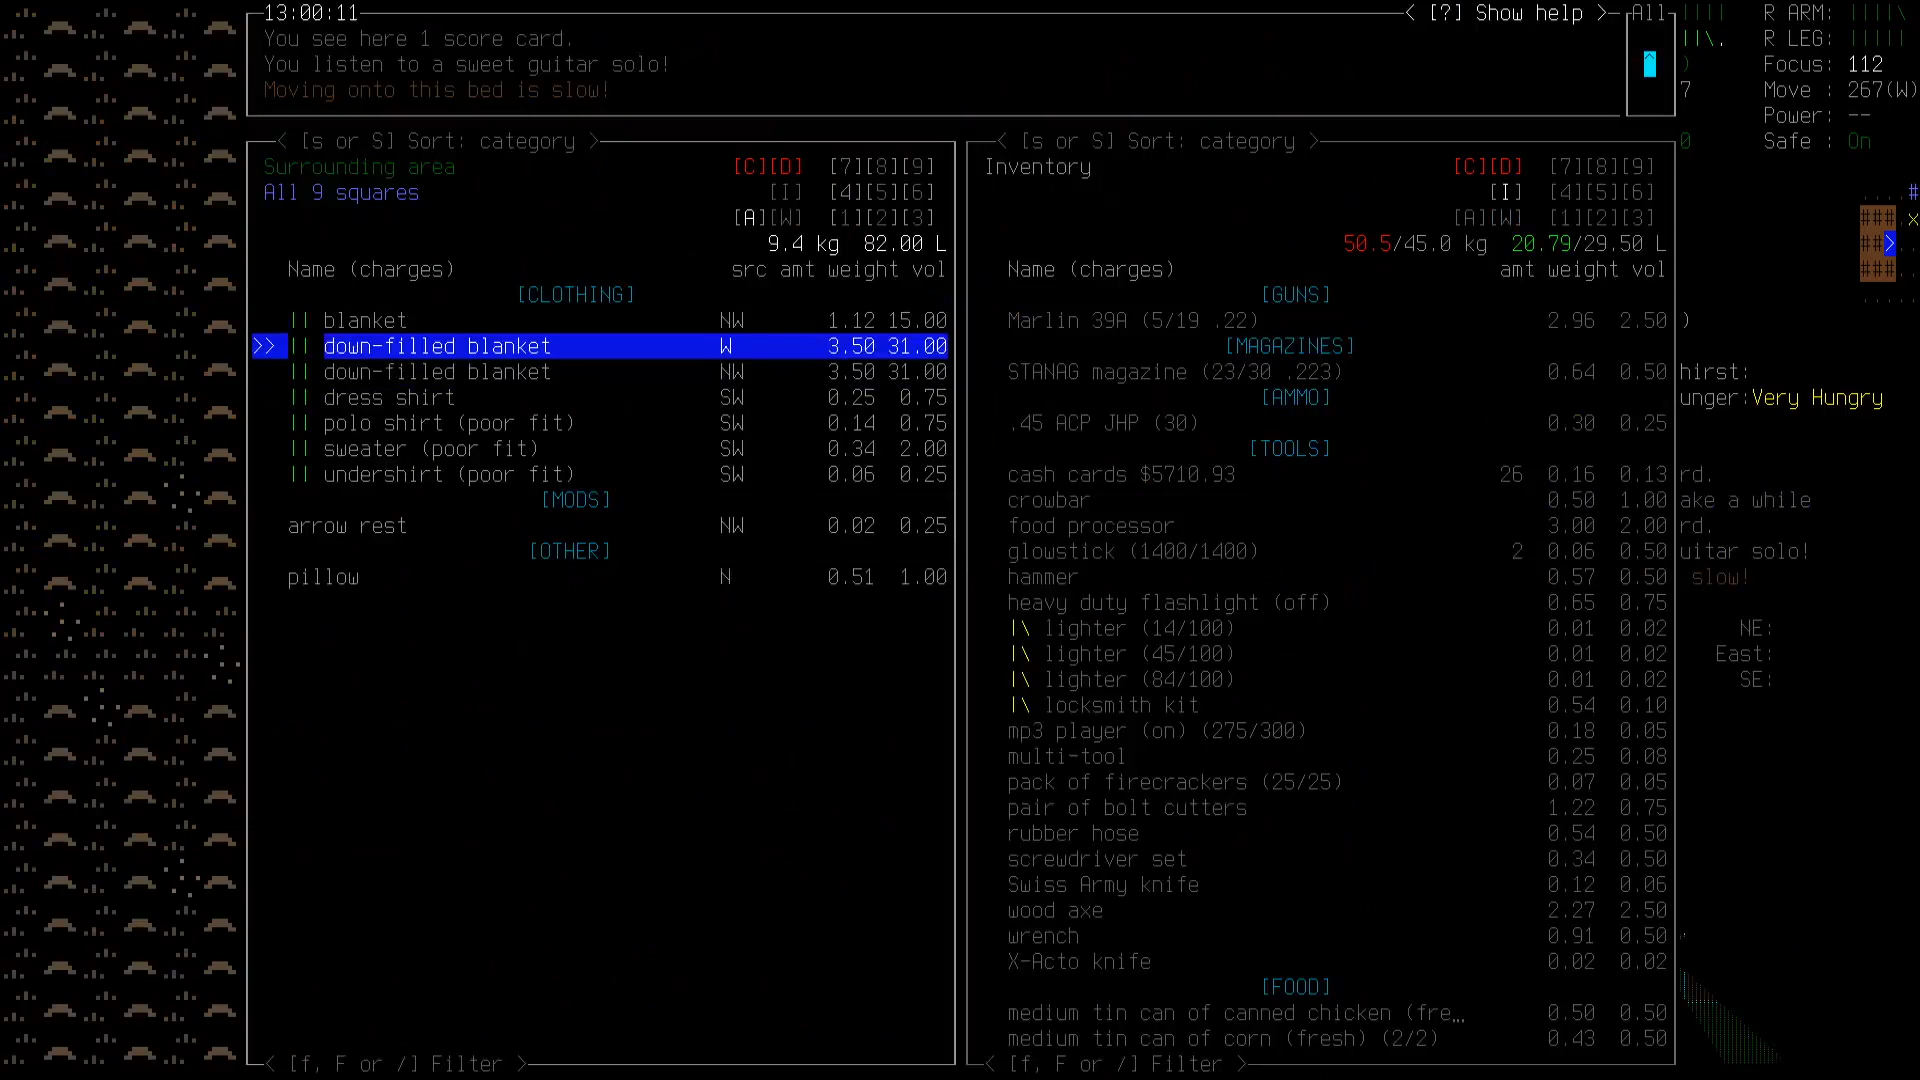 13:00:11 < [?] Show help > All R ARM: ||||\
You see here 1 score card. ||\. R LEG: |||||
You listen to a sweet guitar solo! ) Focus: 112
Moving onto this bed is slow! 7 Move : 267(W)
Power: --
< [s or S] Sort: category > < [s or S] Sort: category > 0 Safe : On
Surrounding area [C][D] [7][8][9] Inventory [C][D] [7][8][9]
All 9 squares [I] [4][5][6] [I] [4][5][6]
[A][W] [1][2][3] [A][W] [1][2][3]
9.4 kg 82.00 L 50.5/45.0 kg 20.79/29.50 L
Name (charges) src amt weight vol Name (charges) amt weight vol
[CLOTHING] [GUNS]
|| blanket NW 1.12 15.00 Marlin 39A (5/19 .22) 2.96 2.50 )
>> || down-filled blanket W 3.50 31.00 [MAGAZINES]
|| down-filled blanket NW 3.50 31.00 STANAG magazine (23/30 .223) 0.64 0.50 hirst:
|| dress shirt SW 0.25 0.75 [AMMO] unger:Very Hungry
|| polo shirt (poor fit) SW 0.14 0.75 .45 ACP JHP (30) 0.30 0.25
|| sweater (poor fit) SW 0.34 2.00 [TOOLS]
|| undershirt (poor fit) SW 0.06 0.25 cash cards $5710.93 26 0.16 0.13 rd.
[MODS] crowbar 0.50 1.00 ake a while
arrow rest NW 0.02 0.25 food processor 3.00 2.00 rd.
[OTHER] glowstick (1400/1400) 2 0.06 0.50 uitar solo!
pillow N 0.51 1.00 hammer 0.57 0.50 slow!
heavy duty flashlight (off) 0.65 0.75
|\ lighter (14/100) 0.01 0.02 NE:
|\ lighter (45/100) 0.01 0.02 East:
|\ lighter (84/100) 0.01 0.02 SE:
|\ locksmith kit 0.54 0.10
mp3 player (on) (275/300) 0.18 0.05
multi-tool 0.25 0.08
pack of firecrackers (25/25) 0.07 0.05
pair of bolt cutters 1.22 0.75
rubber hose 0.54 0.50
screwdriver set 0.34 0.50
Swiss Army knife 0.12 0.06
wood axe 2.27 2.50
wrench 0.91 0.50
X-Acto knife 0.02 0.02
[FOOD]
medium tin can of canned chicken (fre… 0.50 0.50
medium tin can of corn (fresh) (2/2) 0.43 0.50
< [f, F or /] Filter > < [f, F or /] Filter >